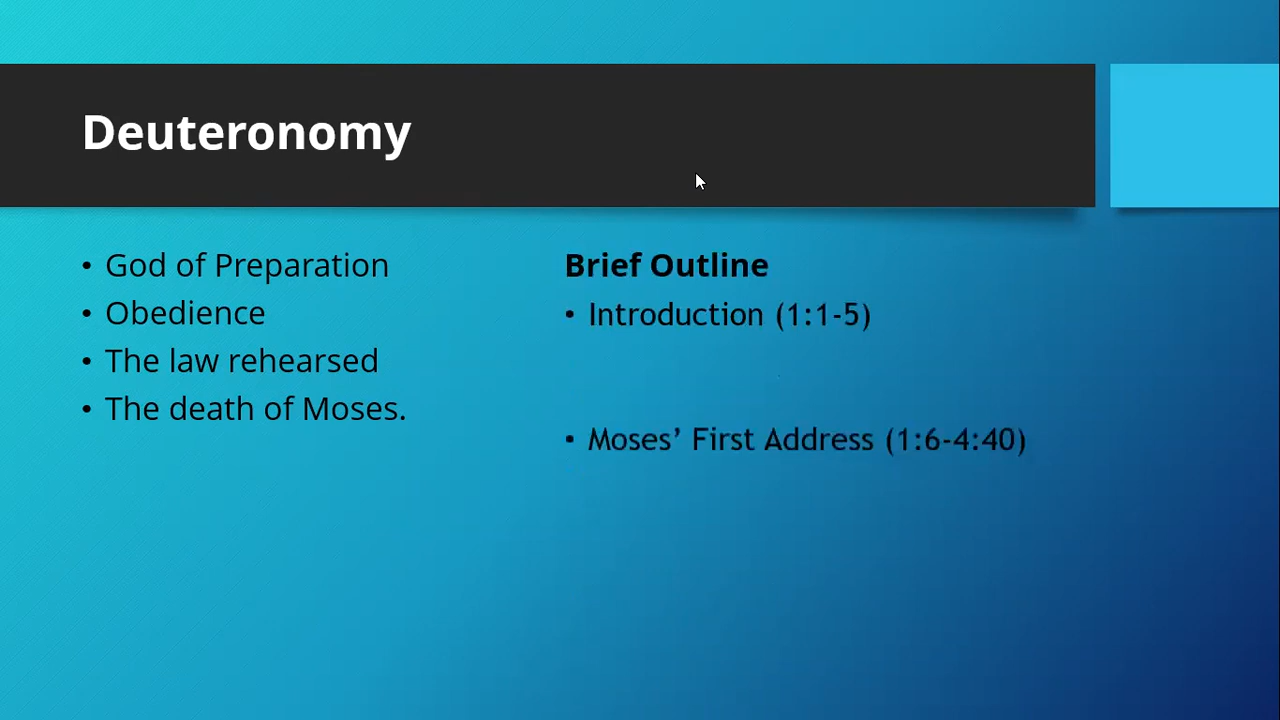 Deuteronomy
• God of Preparation
• Obedience
• The law rehearsed
• The death of Moses.
Brief Outline
• Introduction (1:1-5)
• Moses’ First Address (1:6-4:40)